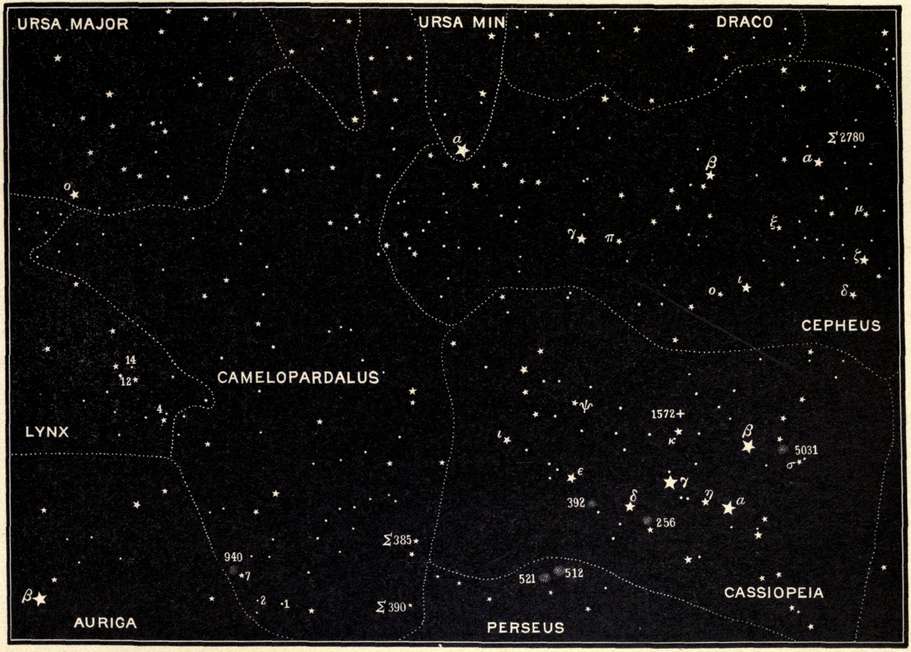 URSA MAJOR
URSA MIN
DRACO
α
Σ 2780
β
α
ο
μ
ξ
γ
π
ζ
ι
ο
δ
CEPHEUS
14
12
CAMELOPARDALUS
4
ψ
1572+
κ
LYNX
ι
β
5031
σ
ε
γ
392
δ
η
α
256
Σ385
940
7
521
512
β
2
1
Σ390
CASSIOPEIA
AURIGA
PERSEUS